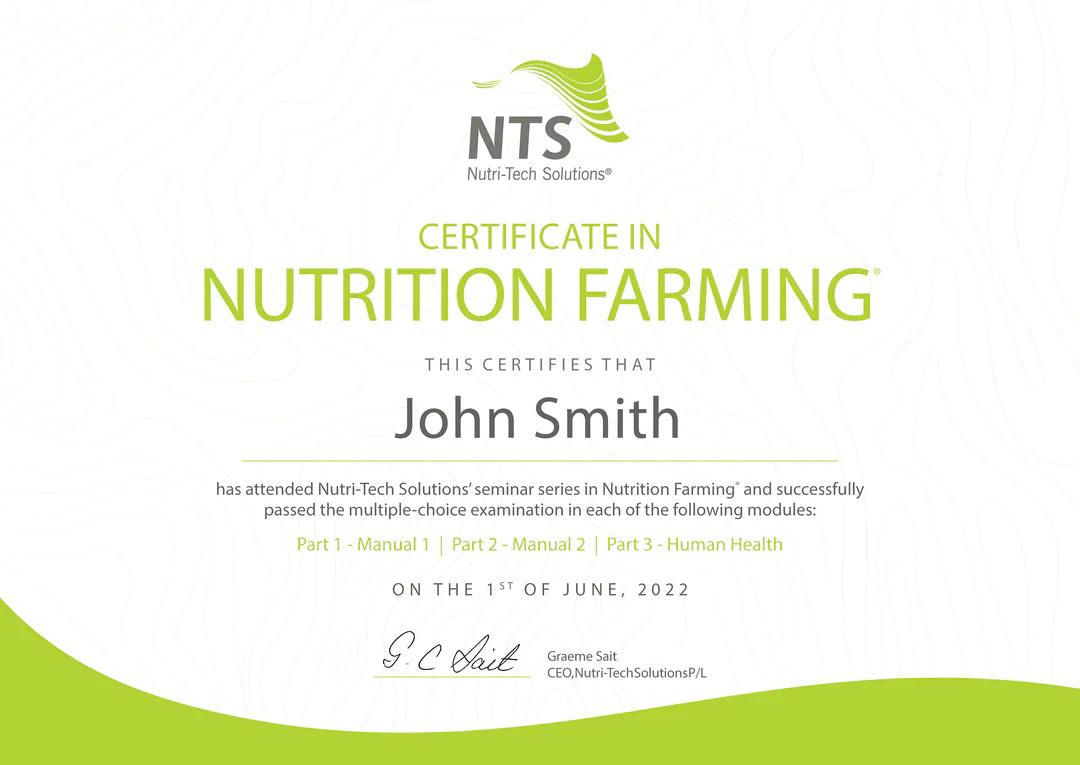 NTS
Nutri-Tech Solutions®
CERTIFICATE IN
NUTRITION FARMING®
THIS CERTIFIES THAT
John Smith
has attended Nutri-Tech Solutions' seminar series in Nutrition Farming® and successfully
passed the multiple-choice examination in each of the following modules:
Part 1 - Manual 1 | Part 2 - Manual 2 | Part 3 - Human Health
ON THE 1ST OF JUNE, 2022
G. C Sait
Graeme Sait
CEO,Nutri-TechSolutionsP/L